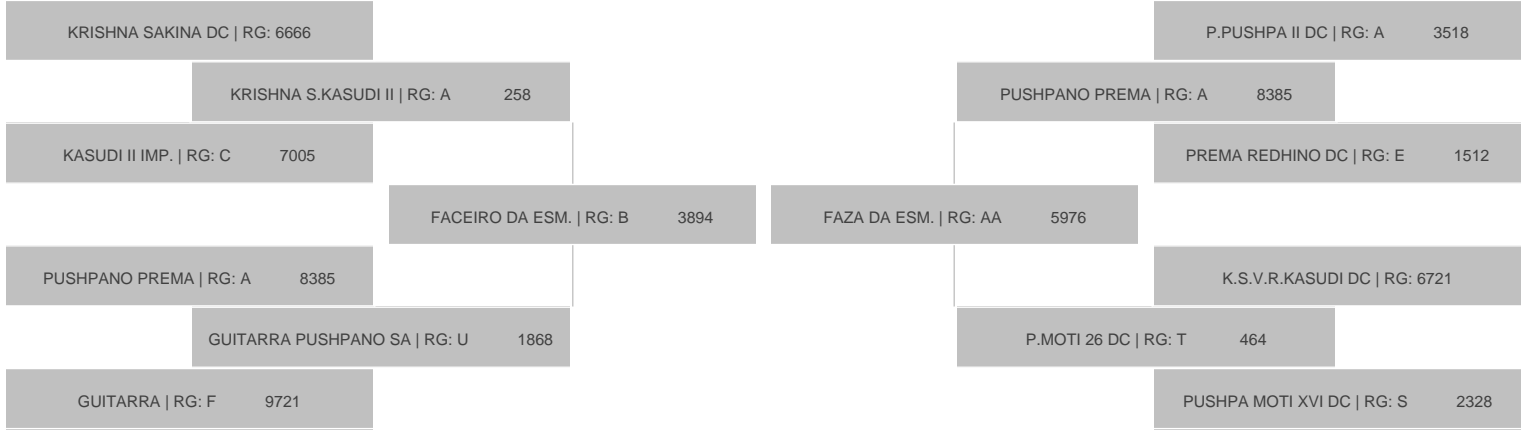 KRISHNA SAKINA DC | RG: 6666
P.PUSHPA II DC | RG: A 3518
KRISHNA S.KASUDI II | RG: A 258
PUSHPANO PREMA | RG: A 8385
KASUDI II IMP. | RG: C 7005
PREMA REDHINO DC | RG: E 1512
FACEIRO DA ESM. | RG: B 3894
FAZA DA ESM. | RG: AA 5976
PUSHPANO PREMA | RG: A 8385
K.S.V.R.KASUDI DC | RG: 6721
GUITARRA PUSHPANO SA | RG: U 1868
P.MOTI 26 DC | RG: T 464
GUITARRA | RG: F 9721
PUSHPA MOTI XVI DC | RG: S 2328